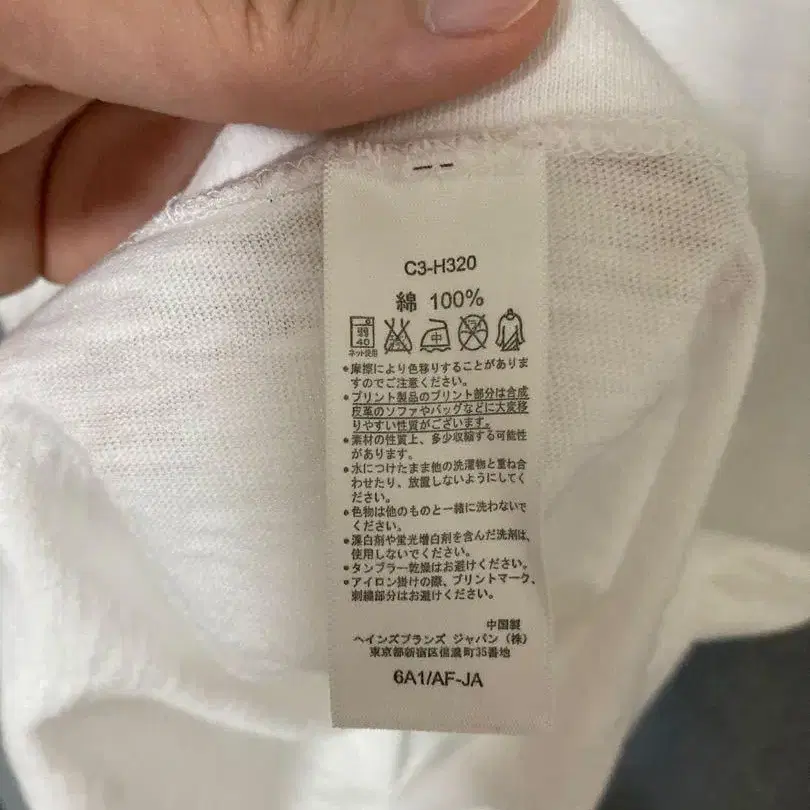 C3-H320
綿 100%
40
ネット使用
中
•摩擦により色移りすることがありま
すのでご注意ください。
•プリント製品のプリント部分は合成
皮革のソファやバッグなどに大変移
りやすい性質がございます。
•素材の性質上、多少収縮する可能性
があります。
•水につけたまま他の洗濯物と重ね合
わせたり、放置しないようにしてく
ださい。
•色物は他のものと一緒に洗わないで
ください。
•漂白剤や蛍光増白剤を含んだ洗剤は、
使用しないでください。
•タンブラー乾燥はお避けください。
•アイロン掛けの際、プリントマーク、
刺繍部分はお避けください。
中国製
ヘインズブランズ ジャパン (株)
東京都新宿区信濃町35番地
6A1/AF-JA